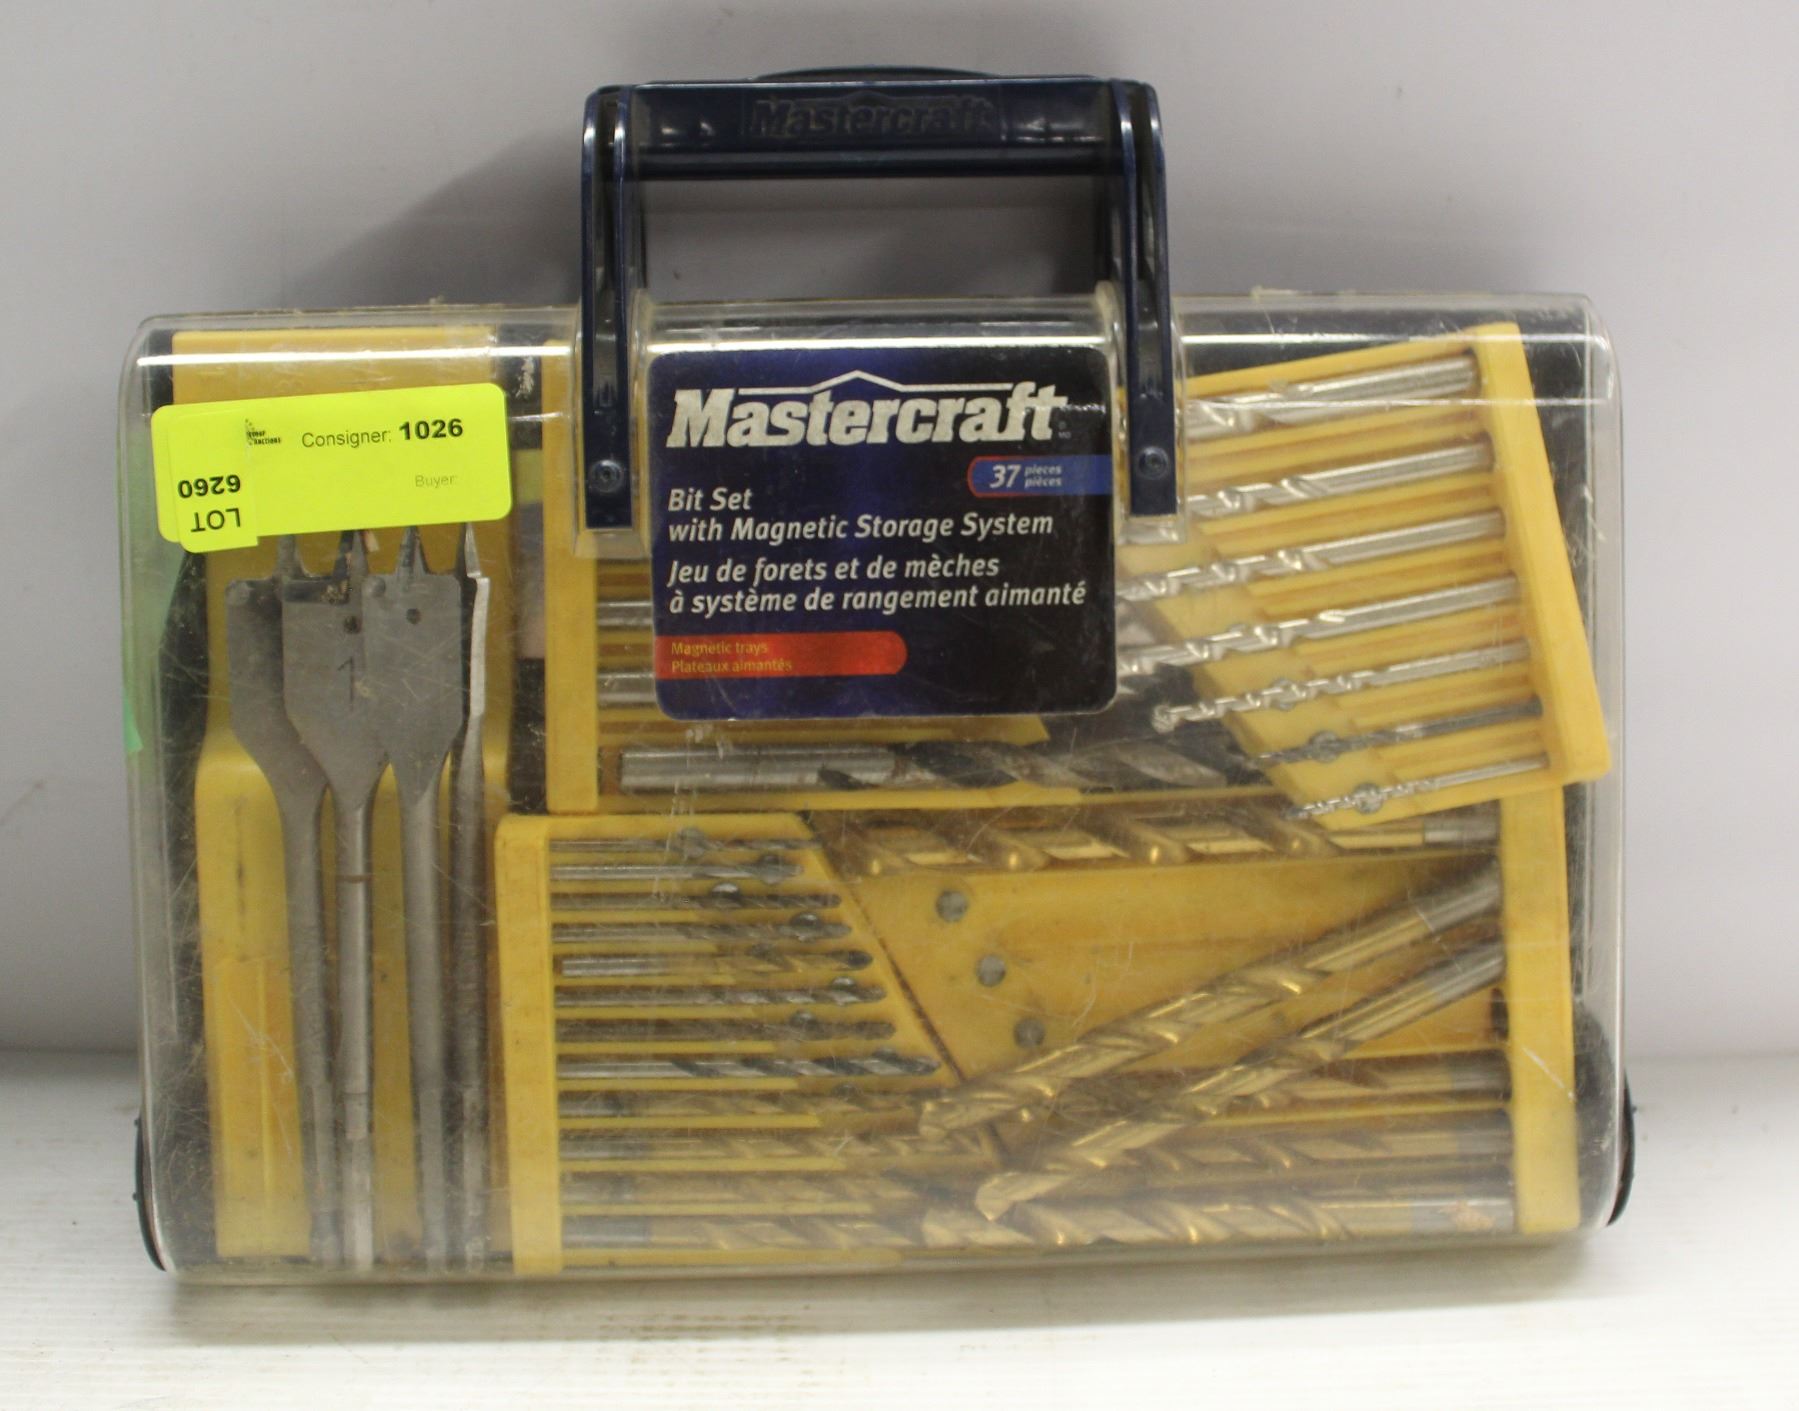 Mastercraft
Consigner: 1026
Buyer:
LOT
6260
Mastercraft
37 pieces
pièces
Bit Set
with Magnetic Storage System
Jeu de forets et de mèches
à système de rangement aimanté
Magnetic trays
Plateaux aimantés
1